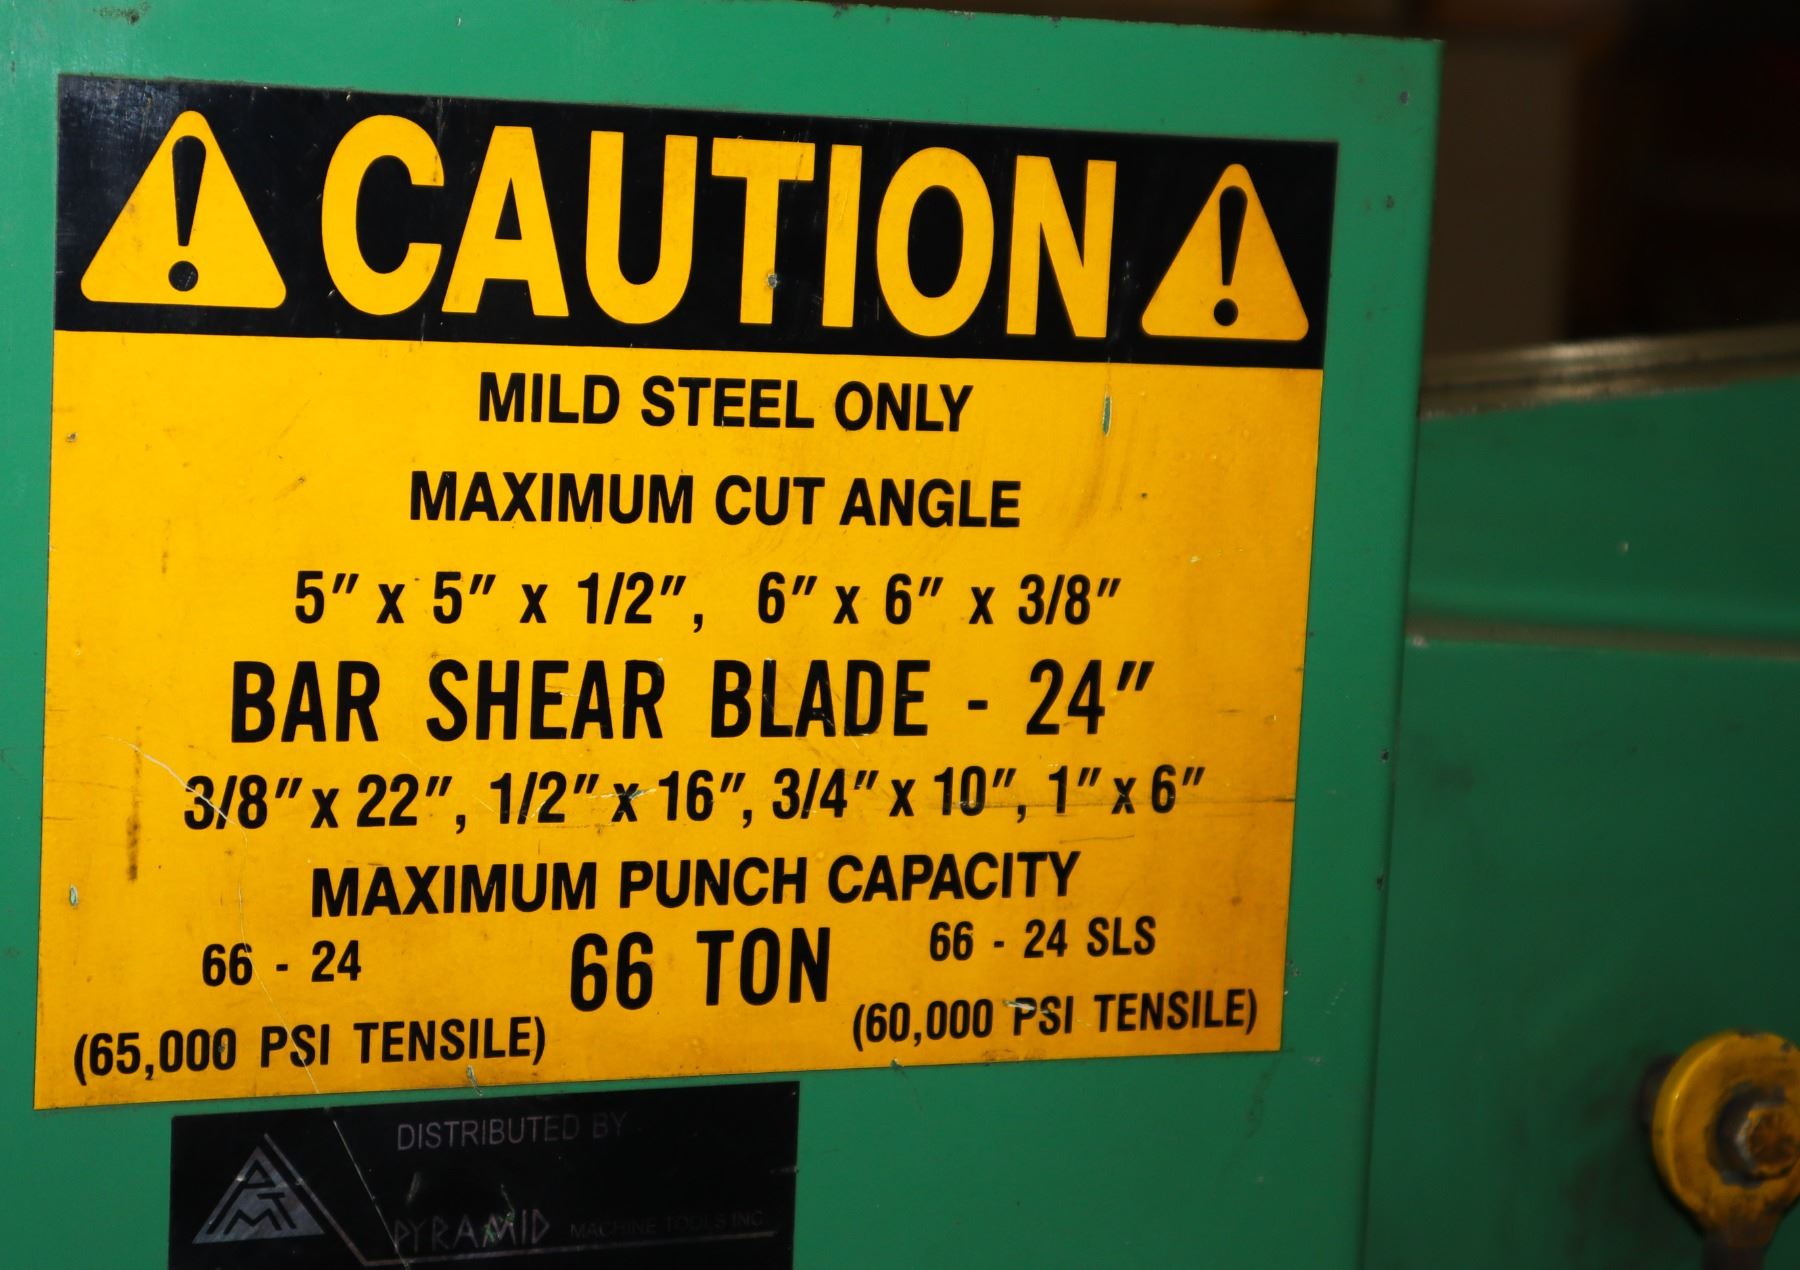 CAUTION
MILD STEEL ONLY
MAXIMUM CUT ANGLE
5" x 5" x 1/2", 6" x 6" x 3/8"
BAR SHEAR BLADE - 24"
3/8" x 22", 1/2" x 16", 3/4" x 10", 1" x 6"
MAXIMUM PUNCH CAPACITY
66 - 24 66 TON 66 - 24 SLS
(65,000 PSI TENSILE) (60,000 PSI TENSILE)
DISTRIBUTED BY
PTM
PYRAMID MACHINE TOOLS INC